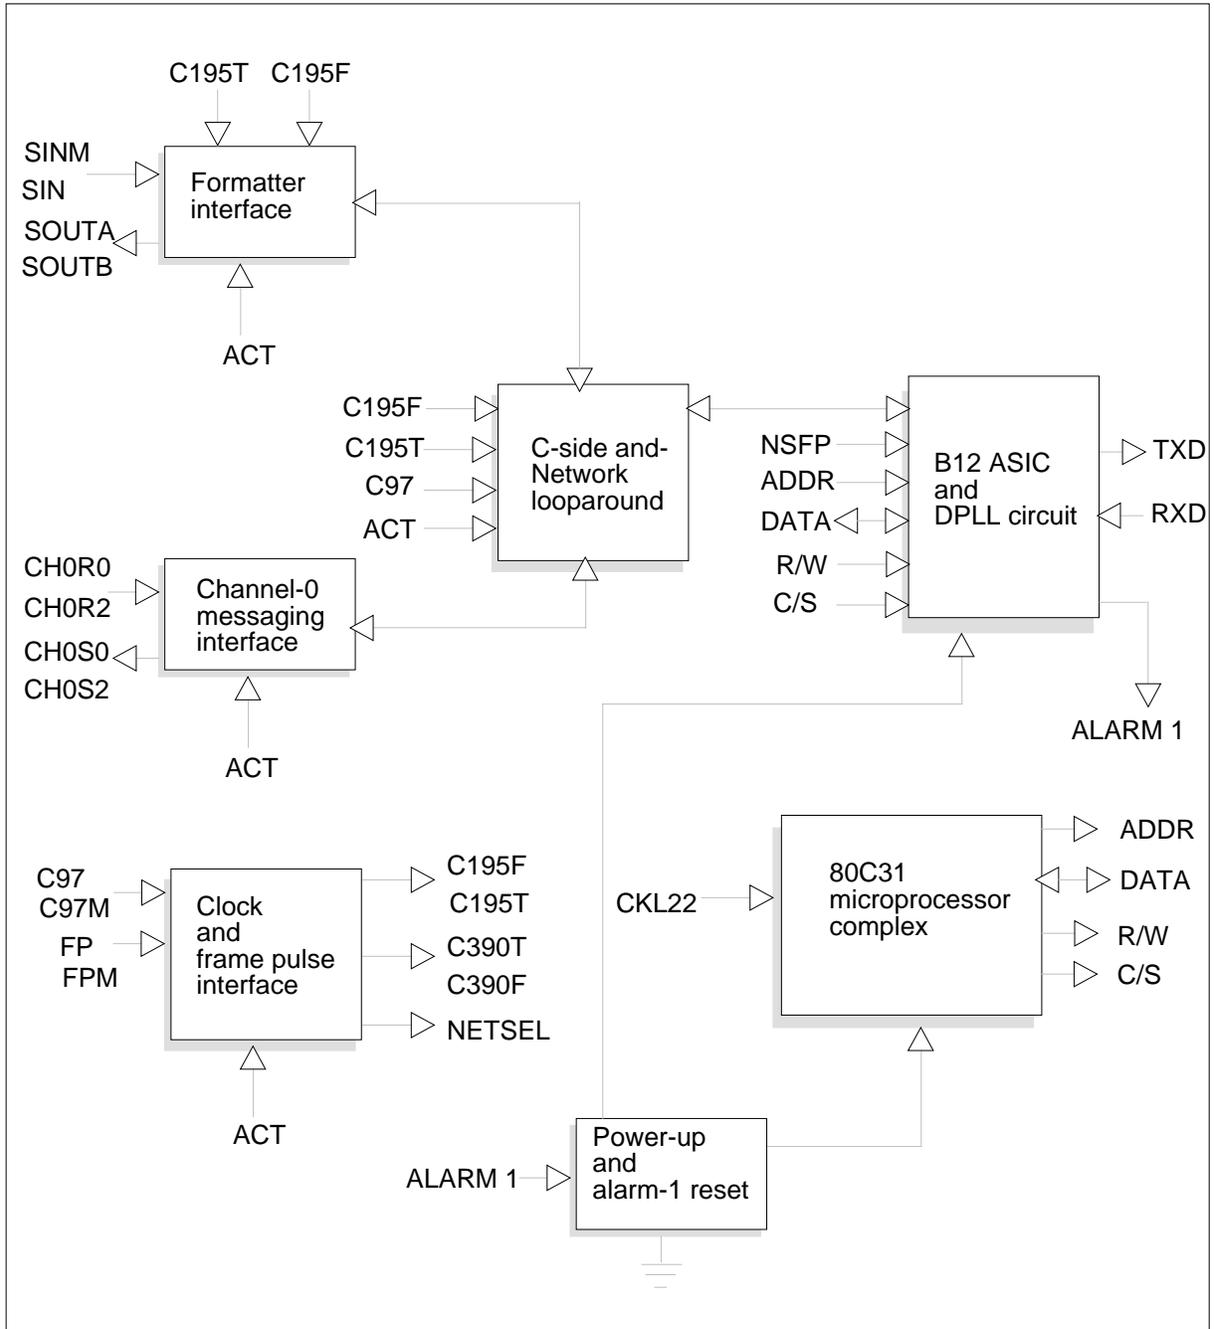 C195T C195F
SINM
SIN
SOUTA
SOUTB
Formatter
interface
ACT
C195F
C195T
C97
ACT
C-side and-
Network
looparound
NSFP
ADDR
DATA
R/W
C/S
B12 ASIC
and
DPLL circuit
TXD
RXD
ALARM 1
CH0R0
CH0R2
CH0S0
CH0S2
Channel-0
messaging
interface
ACT
C97
C97M
FP
FPM
Clock
and
frame pulse
interface
C195F
C195T
C390T
C390F
NETSEL
ACT
CKL22
80C31
microprocessor
complex
ADDR
DATA
R/W
C/S
ALARM 1
Power-up
and
alarm-1 reset